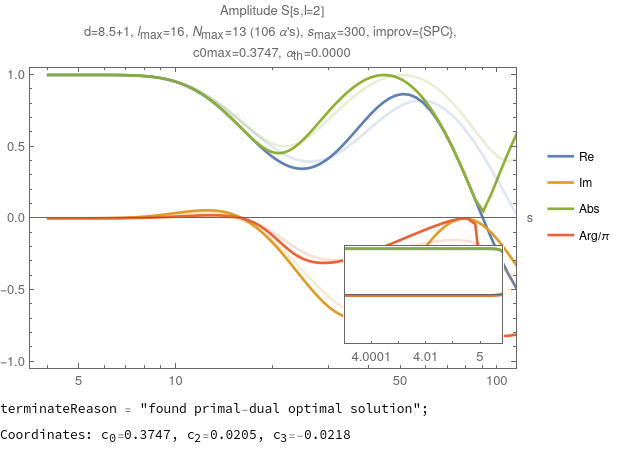 Amplitude S[s,l=2]
d=8.5+1, lmax=16, Nmax=13 (106 α's), smax=300, improv={SPC},
c0max=0.3747, αth=0.0000
1.0
0.5
0.0
−0.5
−1.0
s
Re
Im
Abs
Arg/π
4.0001 4.01 5
5 10 50 100
terminateReason = "found primal-dual optimal solution";
Coordinates: c0=0.3747, c2=0.0205, c3=-0.0218